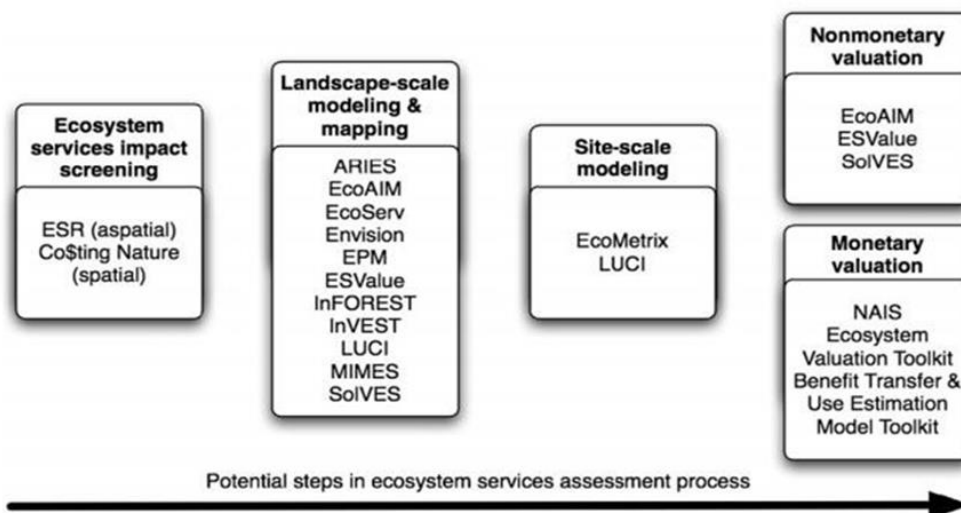 Ecosystem
services impact
screening
ESR (aspatial)
Co$ting Nature
(spatial)
Landscape-scale
modeling &
mapping
ARIES
EcoAIM
EcoServ
Envision
EPM
ESValue
InFOREST
InVEST
LUCI
MIMES
SolVES
Site-scale
modeling
EcoMetrix
LUCI
Nonmonetary
valuation
EcoAIM
ESValue
SolVES
Monetary
valuation
NAIS
Ecosystem
Valuation Toolkit
Benefit Transfer &
Use Estimation
Model Toolkit
Potential steps in ecosystem services assessment process